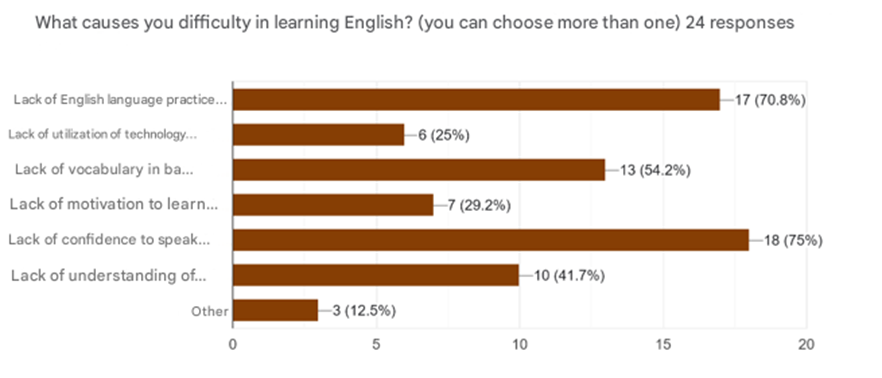 What causes you difficulty in learning English? (you can choose more than one) 24 responses
Lack of English language practice... 17 (70.8%)
Lack of utilization of technology... 6 (25%)
Lack of vocabulary in ba... 13 (54.2%)
Lack of motivation to learn... 7 (29.2%)
Lack of confidence to speak... 18 (75%)
Lack of understanding of... 10 (41.7%)
Other 3 (12.5%)
0 5 10 15 20